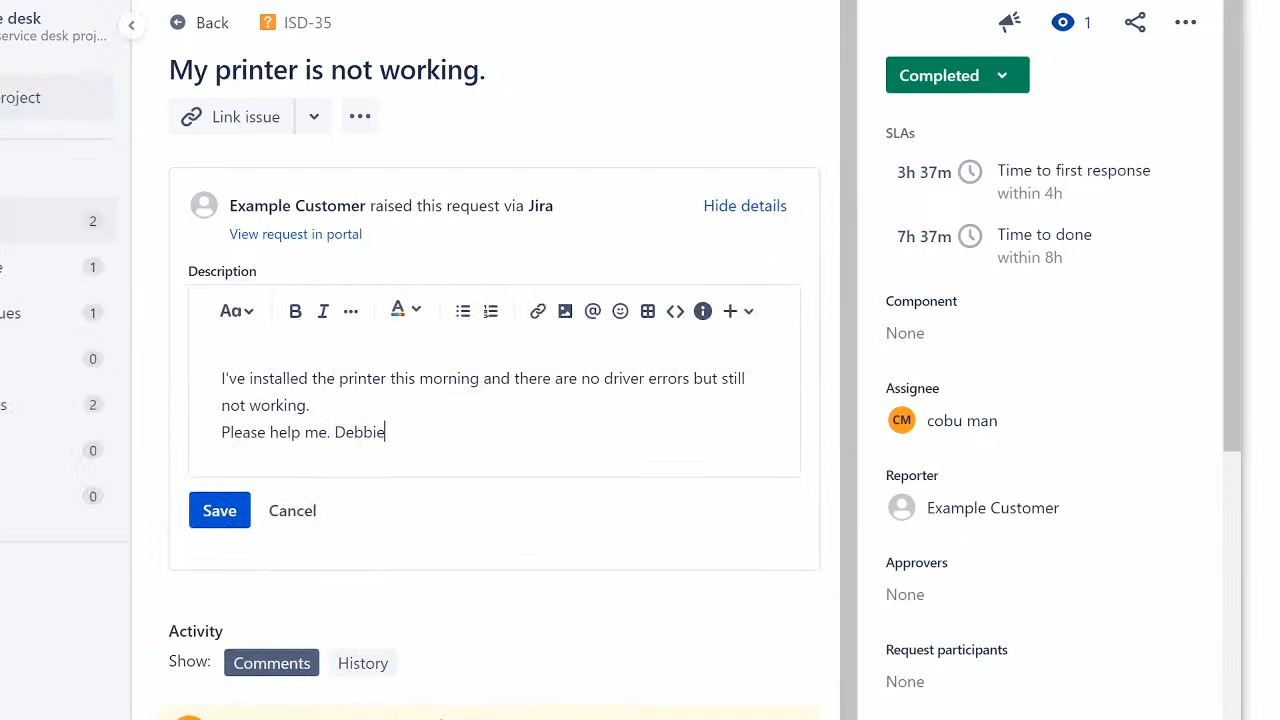 e desk
service desk proj...
roject
2
e 1
ues 1
0
s 2
0
0
Back
ISD-35
My printer is not working.
Link issue
Example Customer raised this request via Jira
Hide details
View request in portal
Description
Aa B I A @ <> i +
I've installed the printer this morning and there are no driver errors but still
not working.
Please help me. Debbie
Save Cancel
Activity
Show: Comments History
1
Completed
SLAs
3h 37m Time to first response
within 4h
7h 37m Time to done
within 8h
Component
None
Assignee
CM cobu man
Reporter
Example Customer
Approvers
None
Request participants
None